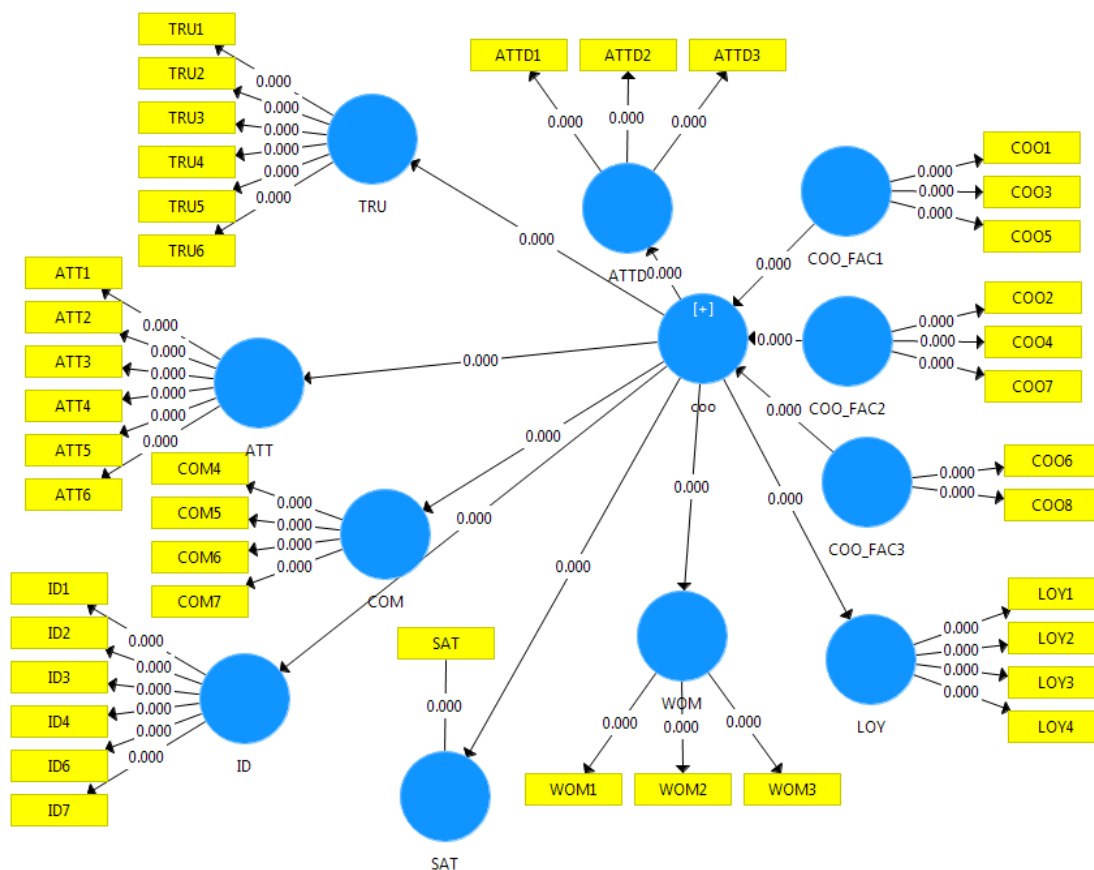 TRU1
TRU2
TRU3
TRU4
TRU5
TRU6
0.000
0.000
0.000
0.000
0.000
0.000
TRU
ATTD1
ATTD2
ATTD3
0.000
0.000
0.000
ATTD
COO1
COO3
COO5
0.000
0.000
0.000
COO_FAC1
0.000
0.000
0.000
[+]
COO
COO2
COO4
COO7
0.000
0.000
0.000
COO_FAC2
0.000
0.000
COO6
COO8
0.000
0.000
COO_FAC3
ATT1
ATT2
ATT3
ATT4
ATT5
ATT6
0.000
0.000
0.000
0.000
0.000
0.000
ATT
0.000
COM4
COM5
COM6
COM7
0.000
0.000
0.000
0.000
COM
0.000
0.000
0.000
0.000
0.000
ID1
ID2
ID3
ID4
ID6
ID7
0.000
0.000
0.000
0.000
0.000
0.000
ID
SAT
0.000
SAT
WOM
0.000
0.000
0.000
WOM1
WOM2
WOM3
LOY1
LOY2
LOY3
LOY4
0.000
0.000
0.000
0.000
LOY